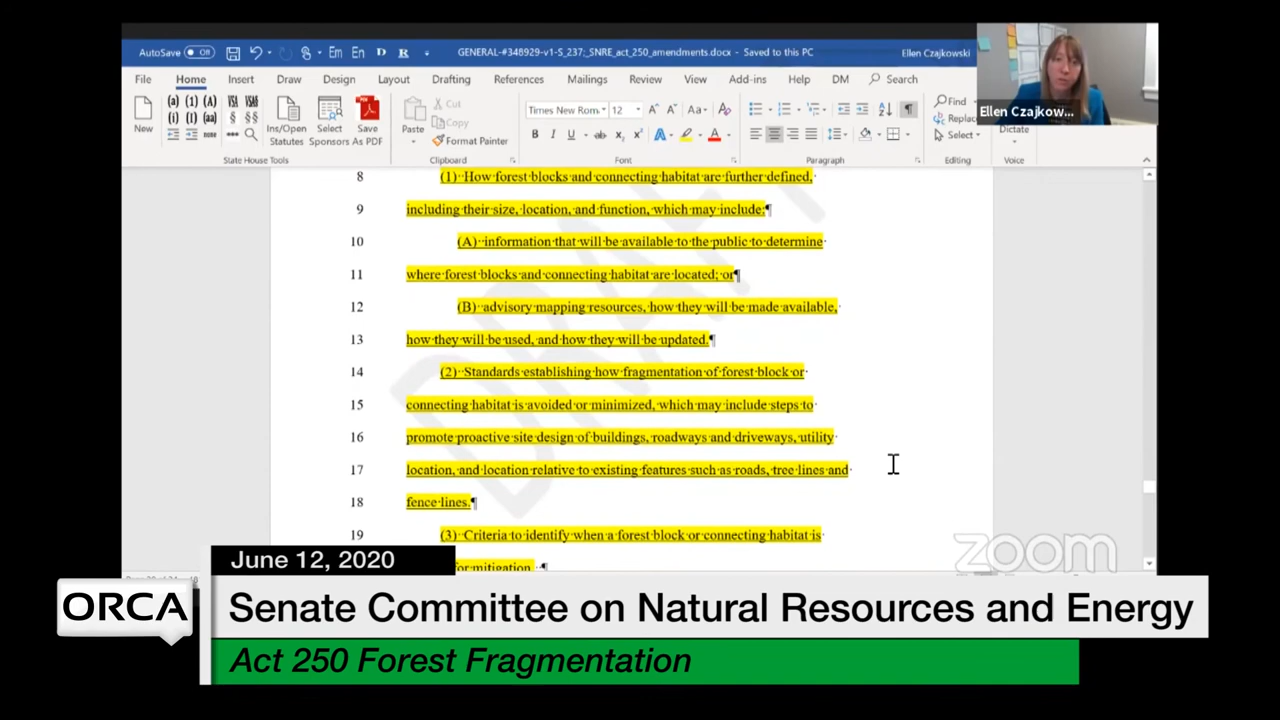 AutoSave Off
GENERAL-#348929-v1-S_237;_SNRE_act_250_amendments.docx - Saved to this PC
Ellen Czajkowski
File Home Insert Draw Design Layout Drafting References Mailings Review View Add-ins Help DM Search
New
Ins/Open Statutes
Select Sponsors
Save As PDF
State House Tools
Paste
Cut
Copy
Format Painter
Clipboard
Times New Rom 12
Font
Paragraph
Find
Replace
Select
Editing
Dictate
Voice
Ellen Czajkow...
DRAFT
8 (1) How forest blocks and connecting habitat are further defined,
9 including their size, location, and function, which may include:
10 (A) information that will be available to the public to determine
11 where forest blocks and connecting habitat are located; or
12 (B) advisory mapping resources, how they will be made available,
13 how they will be used, and how they will be updated.
14 (2) Standards establishing how fragmentation of forest block or
15 connecting habitat is avoided or minimized, which may include steps to
16 promote proactive site design of buildings, roadways and driveways, utility
17 location, and location relative to existing features such as roads, tree lines and
18 fence lines.
19 (3) Criteria to identify when a forest block or connecting habitat is
for mitigation.
zoom
June 12, 2020
ORCA
Senate Committee on Natural Resources and Energy
Act 250 Forest Fragmentation